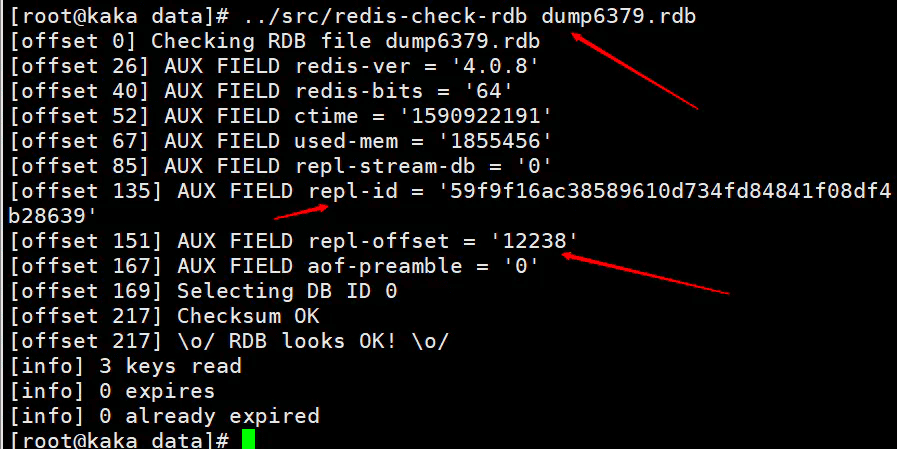 [root@kaka data]# ../src/redis-check-rdb dump6379.rdb
[offset 0] Checking RDB file dump6379.rdb
[offset 26] AUX FIELD redis-ver = '4.0.8'
[offset 40] AUX FIELD redis-bits = '64'
[offset 52] AUX FIELD ctime = '1590922191'
[offset 67] AUX FIELD used-mem = '1855456'
[offset 85] AUX FIELD repl-stream-db = '0'
[offset 135] AUX FIELD repl-id = '59f9f16ac38589610d734fd84841f08df4
b28639'
[offset 151] AUX FIELD repl-offset = '12238'
[offset 167] AUX FIELD aof-preamble = '0'
[offset 169] Selecting DB ID 0
[offset 217] Checksum OK
[offset 217] \o/ RDB looks OK! \o/
[info] 3 keys read
[info] 0 expires
[info] 0 already expired
[root@kaka data]#